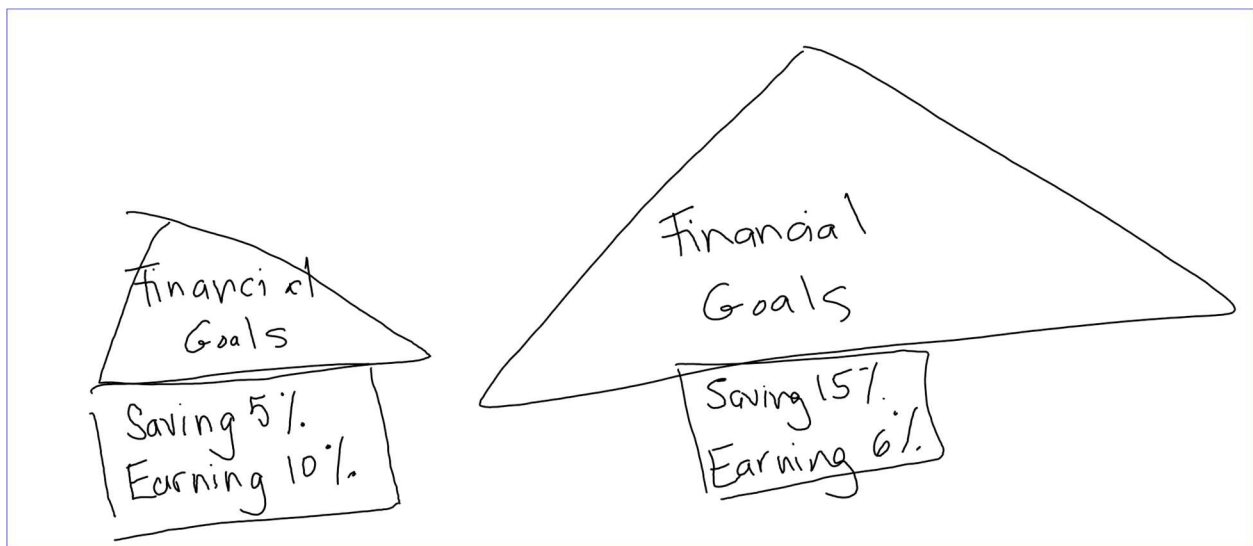 Financial
Goals
Saving 5%
Earning 10%
Financial
Goals
Saving 15%
Earning 6%